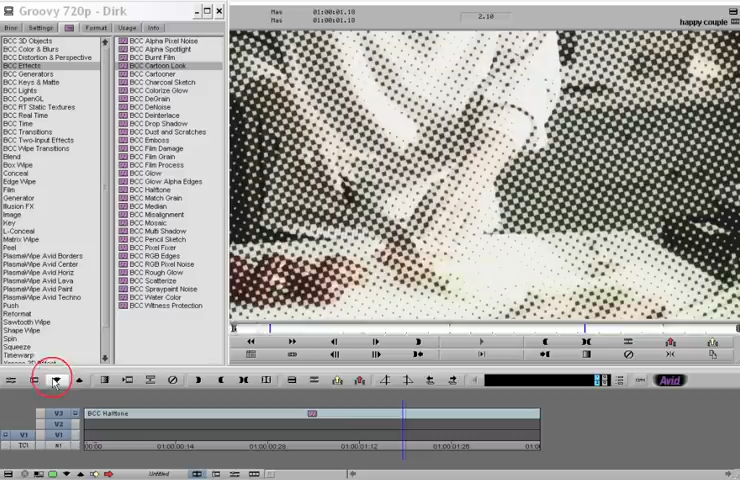 Groovy 720p - Dirk
Bins Settings Format Usage Info
BCC 3D Objects
BCC Color & Blurs
BCC Distortion & Perspective
BCC Effects
BCC Generators
BCC Keys & Matte
BCC Lights
BCC OpenGL
BCC RT Static Textures
BCC Real Time
BCC Time
BCC Transitions
BCC Two-Input Effects
BCC Wipe Transitions
Blend
Box Wipe
Conceal
Edge Wipe
Film
Generator
Illusion FX
Image
Key
L-Conceal
Matrix Wipe
Peel
PlasmaWipe Avid Borders
PlasmaWipe Avid Center
PlasmaWipe Avid Horiz
PlasmaWipe Avid Lava
PlasmaWipe Avid Paint
PlasmaWipe Avid Techno
Push
Reformat
Sawtooth Wipe
Shape Wipe
Spin
Squeeze
Timewarp
BCC Alpha Pixel Noise
BCC Alpha Spotlight
BCC Burnt Film
BCC Cartoon Look
BCC Cartooner
BCC Charcoal Sketch
BCC Colorize Glow
BCC DeGrain
BCC DeNoise
BCC Deinterlace
BCC Drop Shadow
BCC Dust and Scratches
BCC Emboss
BCC Film Damage
BCC Film Grain
BCC Film Process
BCC Glow
BCC Glow Alpha Edges
BCC Halftone
BCC Match Grain
BCC Median
BCC Misalignment
BCC Mosaic
BCC Multi Shadow
BCC Pencil Sketch
BCC Pixel Fixer
BCC RGB Edges
BCC RGB Pixel Noise
BCC Rough Glow
BCC Scatterize
BCC Spraypaint Noise
BCC Water Color
BCC Witness Protection
Mas 01:00:01.18
Mas 01:00:01.18
2.10
happy couple
Avid
V3 BCC Halftone
V2
V1 V1
TC1 00:00 01:00:00.14 01:00:00.28 01:00:01.12 01:00:01.26
Untitled